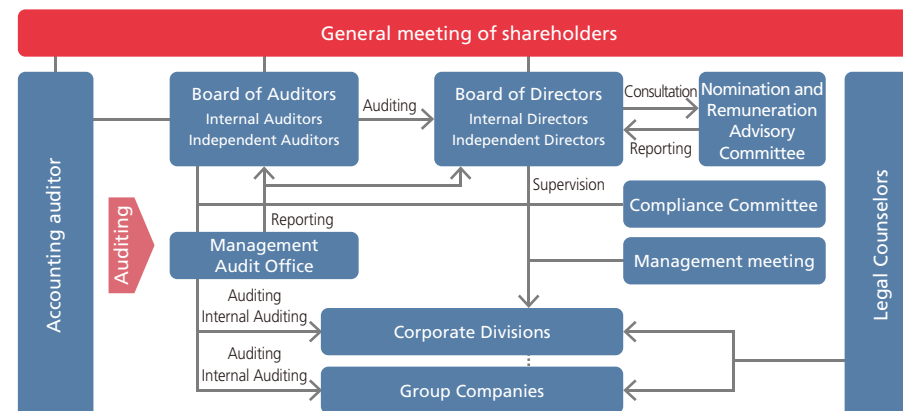 General meeting of shareholders
Accounting auditor
Auditing
Board of Auditors
Internal Auditors
Independent Auditors
Auditing
Board of Directors
Internal Directors
Independent Directors
Consultation
Reporting
Nomination and
Remuneration
Advisory
Committee
Legal Counselors
Supervision
Compliance Committee
Reporting
Management
Audit Office
Management meeting
Auditing
Internal Auditing
Corporate Divisions
Auditing
Internal Auditing
Group Companies